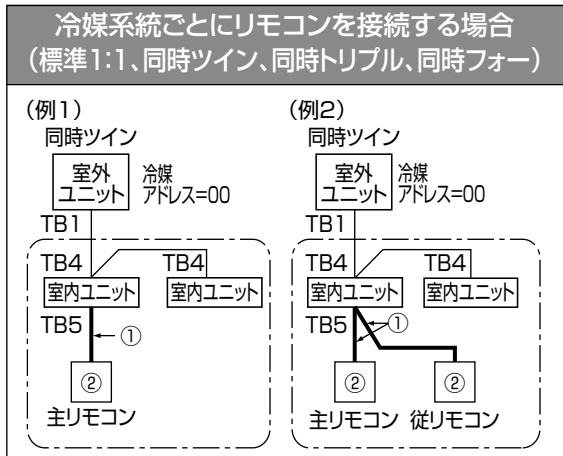 冷媒系統ごとにリモコンを接続する場合
(標準1:1、同時ツイン、同時トリプル、同時フォー)
(例1)
同時ツイン
室外
ユニット
冷媒
アドレス=00
TB1
TB4
TB4
室内ユニット
室内ユニット
TB5
①
②
主リモコン
(例2)
同時ツイン
室外
ユニット
冷媒
アドレス=00
TB1
TB4
TB4
室内ユニット
室内ユニット
TB5
①
②
②
主リモコン
従リモコン